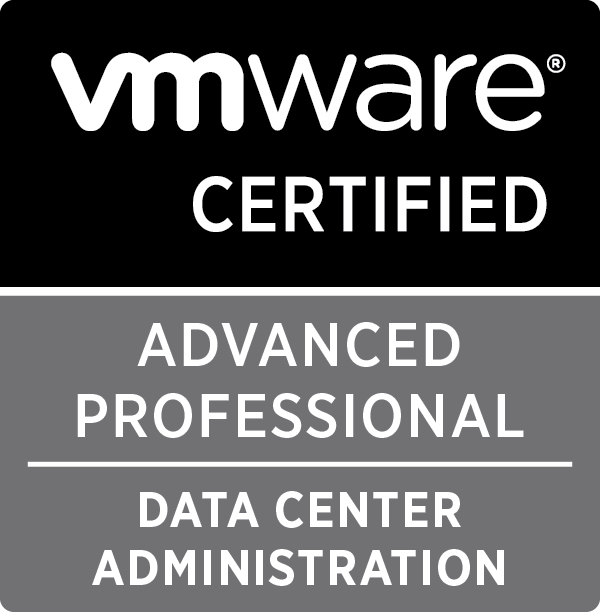 vmware®
CERTIFIED
ADVANCED
PROFESSIONAL
DATA CENTER
ADMINISTRATION